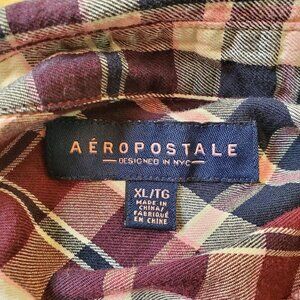 AÉROPOSTALE
DESIGNED IN NYC
XL/TG
MADE IN
CHINA/
FABRIQUÉ
EN CHINE